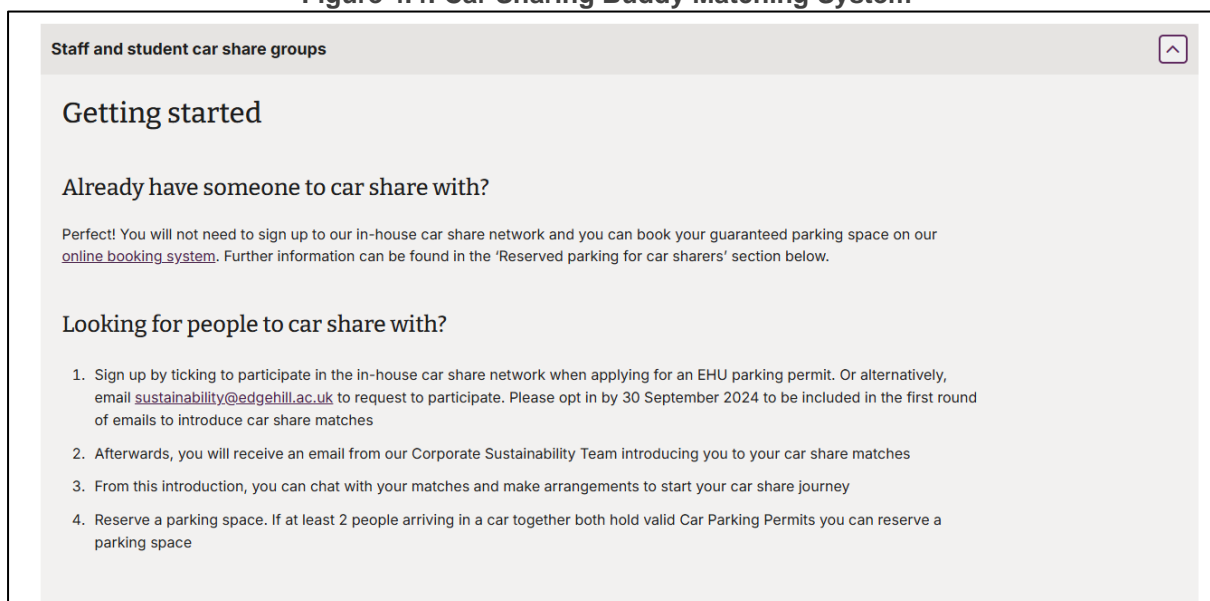 Figure 4.4: Car Sharing Buddy Matching System
Staff and student car share groups
Getting started
Already have someone to car share with?
Perfect! You will not need to sign up to our in-house car share network and you can book your guaranteed parking space on our
online booking system. Further information can be found in the ‘Reserved parking for car sharers’ section below.
Looking for people to car share with?
1. Sign up by ticking to participate in the in-house car share network when applying for an EHU parking permit. Or alternatively,
email sustainability@edgehill.ac.uk to request to participate. Please opt in by 30 September 2024 to be included in the first round
of emails to introduce car share matches
2. Afterwards, you will receive an email from our Corporate Sustainability Team introducing you to your car share matches
3. From this introduction, you can chat with your matches and make arrangements to start your car share journey
4. Reserve a parking space. If at least 2 people arriving in a car together both hold valid Car Parking Permits you can reserve a
parking space